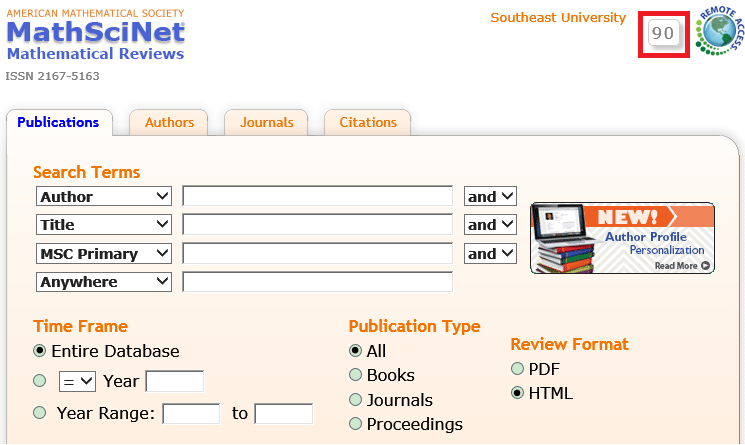 AMERICAN MATHEMATICAL SOCIETY
MathSciNet
Mathematical Reviews
ISSN 2167-5163
Southeast University
90
REMOTE ACCESS
Publications
Authors
Journals
Citations
Search Terms
Author and
Title and
MSC Primary and
Anywhere
NEW!
Author Profile
Personalization
Read More
Time Frame
Entire Database
= Year
Year Range: to
Publication Type
All
Books
Journals
Proceedings
Review Format
PDF
HTML